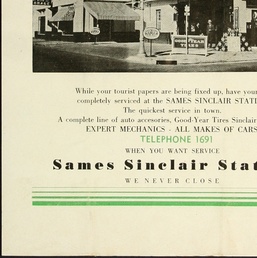 While your tourist papers are being fixed up, have your
completely serviced at the SAMES SINCLAIR STATI
The quickest service in town.
A complete line of auto accesories, Good-Year Tires Sinclair
EXPERT MECHANICS - ALL MAKES OF CARS
TELEPHONE 1691
WHEN YOU WANT SERVICE
Sames Sinclair Stat
WE NEVER CLOSE